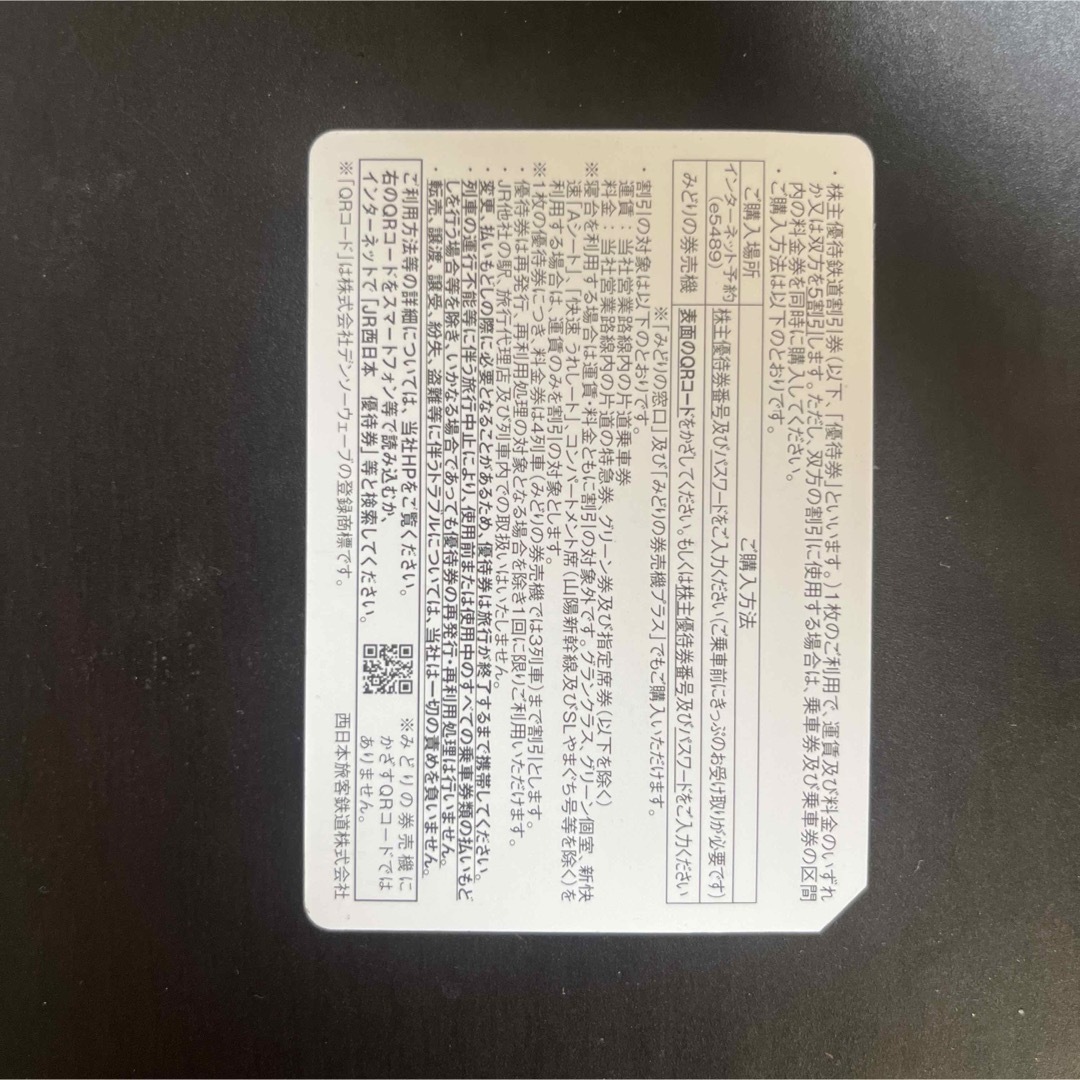 ・株主優待鉄道割引券(以下、「優待券」といいます。)1枚のご利用で、運賃及び料金のいずれ
か又は双方を5割引します。ただし、双方の割引に使用する場合は、乗車券及び乗車券の区間
内の料金券を同時に購入してください。
・ご購入方法は以下のとおりです。
ご購入場所 ご購入方法
インターネット予約
(e5489) 株主優待券番号及びパスワードをご入力ください(ご乗車前にきっぷのお受け取りが必要です)
みどりの券売機 表面のQRコードをかざしてください。もしくは株主優待券番号及びパスワードをご入力ください
※「みどりの窓口」及び「みどりの券売機プラス」でもご購入いただけます。
・割引の対象は以下のとおりです。
運賃:当社営業路線内の片道乗車券
料金:当社営業路線内の片道の特急券、グリーン券及び指定席券(以下を除く)
※寝台を利用する場合は運賃・料金ともに割引の対象外です。グランクラス、グリーン個室、新快
速「Aシート」、「快速 うれしート」、コンパートメント席(山陽新幹線及びSLやまぐち号等を除く)を
利用する場合は、運賃のみを割引の対象とします。
※1枚の優待券につき、料金券は4列車(みどりの券売機では3列車)まで割引とします。
・優待券は再発行、再利用処理の対象となる場合を除き1回に限りご利用いただけます。
・JR他社の駅、旅行代理店及び列車内での取扱いはいたしません。
・変更、払いもどしの際に必要となることがあるため、優待券は旅行が終了するまで携帯してください。
・列車の運行不能等に伴う旅行中止により、使用前または使用中のすべての乗車券類の払いもど
しを行う場合等を除き、いかなる場合であっても優待券の再発行・再利用処理は行いません。
・転売、譲渡、譲受、紛失、盗難等に伴うトラブルについては、当社は一切の責めを負いません。
ご利用方法等の詳細については、当社HPをご覧ください。
右のQRコードをスマートフォン等で読み込むか、
インターネットで「JR西日本 優待券」等と検索してください。
※みどりの券売機に
かざすQRコードでは
ありません。
※「QRコード」は株式会社デンソーウェーブの登録商標です。
西日本旅客鉄道株式会社